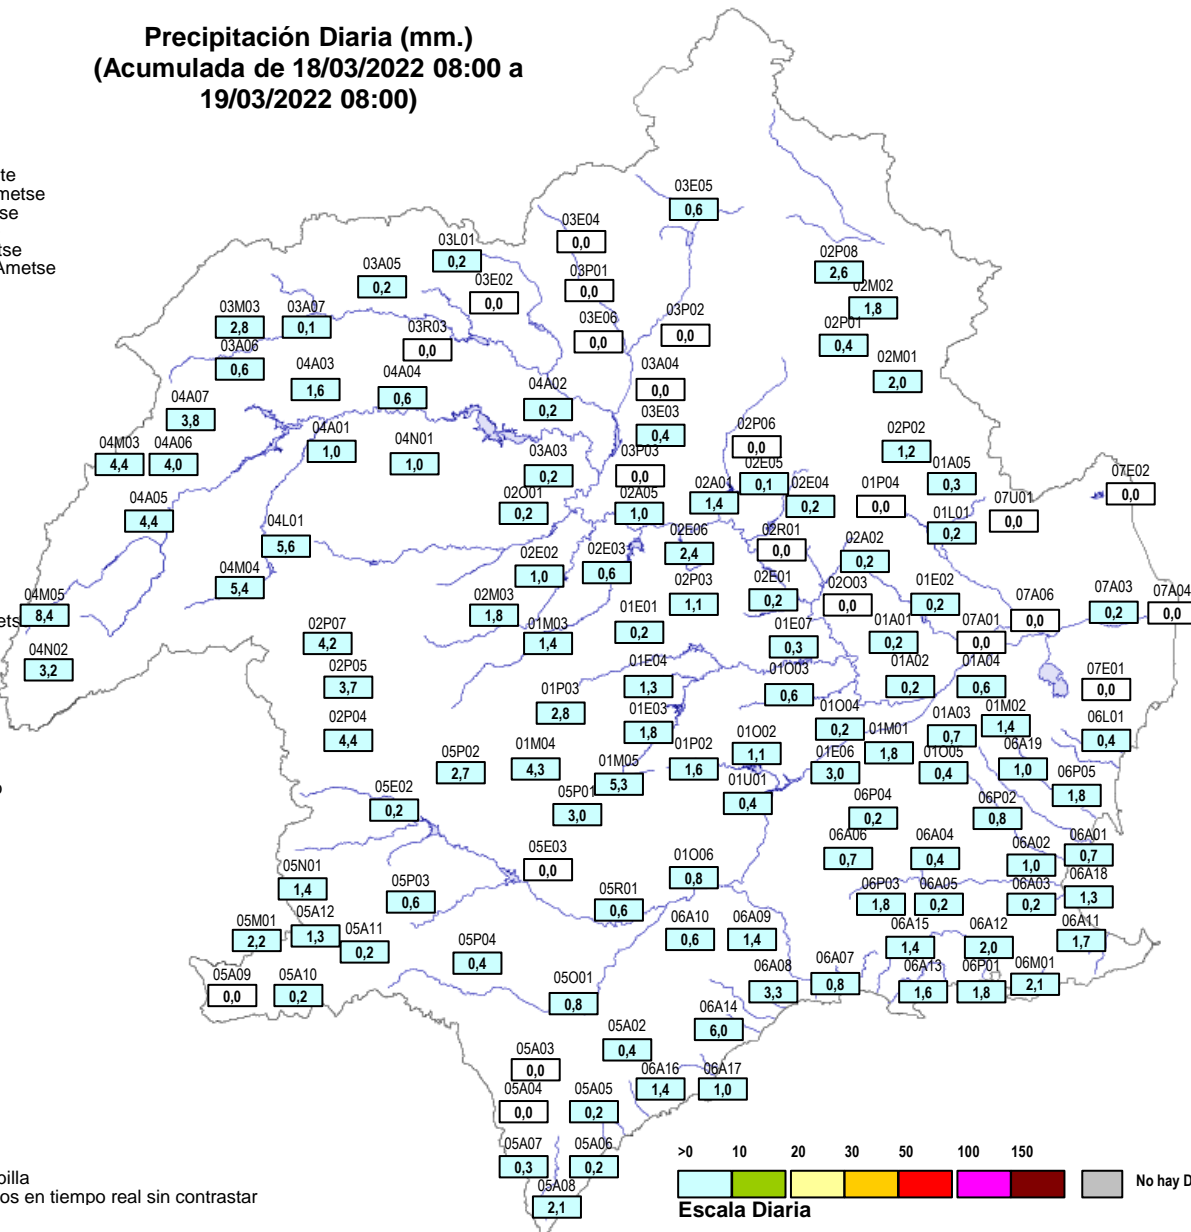 Precipitación Diaria (mm.)
(Acumulada de 18/03/2022 08:00 a
19/03/2022 08:00)
te
metse
se
tse
Ametse
03E05
0,6
03E04
0,0
03L01
0,2
03A05
0,2
03E02
0,0
03P01
0,0
02P08
2,6
02M02
1,8
03M03
2,8
03A07
0,1
03R03
0,0
03E06
0,0
03P02
0,0
02P01
0,4
03A06
0,6
04A03
1,6
04A04
0,6
04A02
0,2
03A04
0,0
02M01
2,0
04A07
3,8
03E03
0,4
04M03
4,4
04A06
4,0
04A01
1,0
04N01
1,0
03A03
0,2
03P03
0,0
02P06
0,0
02P02
1,2
02E05
0,1
01A05
0,3
07E02
0,0
04A05
4,4
02O01
0,2
02A05
1,0
02A01
1,4
02E04
0,2
01P04
0,0
07U01
0,0
04L01
5,6
01L01
0,2
02E06
2,4
02R01
0,0
02A02
0,2
04M04
5,4
02E02
1,0
02E03
0,6
04M05
8,4
ets
02M03
1,8
02P03
1,1
02E01
0,2
02O03
0,0
01E02
0,2
07A06
0,0
07A03
0,2
07A04
0,0
04N02
3,2
02P07
4,2
01M03
1,4
01E01
0,2
01E07
0,3
01A01
0,2
07A01
0,0
02P05
3,7
01E04
1,3
01O03
0,6
01A02
0,2
01A04
0,6
07E01
0,0
01P03
2,8
01E03
1,8
01O04
0,2
01M01
1,8
01A03
0,7
01M02
1,4
06L01
0,4
02P04
4,4
05P02
2,7
01M04
4,3
01M05
5,3
01P02
1,6
01O02
1,1
01E06
3,0
01O05
0,4
06A19
1,0
06P05
1,8
o
05E02
0,2
05P01
3,0
01U01
0,4
06P04
0,2
06P02
0,8
05E03
0,0
06A06
0,7
06A04
0,4
06A02
1,0
06A01
0,7
05N01
1,4
05P03
0,6
01O06
0,8
05R01
0,6
06P03
1,8
06A05
0,2
06A03
0,2
06A18
1,3
05M01
2,2
05A12
1,3
05A11
0,2
06A10
0,6
06A09
1,4
06A15
1,4
06A12
2,0
06A11
1,7
05A09
0,0
05A10
0,2
05P04
0,4
05O01
0,8
06A08
3,3
06A07
0,8
06A13
1,6
06P01
1,8
06M01
2,1
06A14
6,0
05A02
0,4
05A03
0,0
06A16
1,4
06A17
1,0
05A04
0,0
05A05
0,2
05A07
0,3
05A06
0,2
05A08
2,1
>0 10 20 30 50 100 150
No hay D
Escala Diaria
billa
os en tiempo real sin contrastar